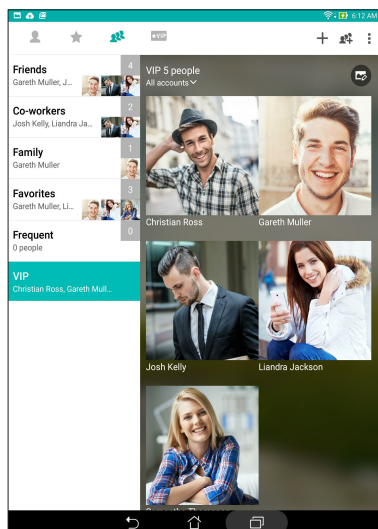 6:12 AM
VIP
Friends
4
Gareth Muller, J...
Co-workers
2
Josh Kelly, Liandra Ja...
Family
1
Gareth Muller
Favorites
3
Gareth Muller, Li...
Frequent
0
0 people
VIP
Christian Ross, Gareth Mull...
VIP 5 people
All accounts
Christian Ross
Gareth Muller
Josh Kelly
Liandra Jackson